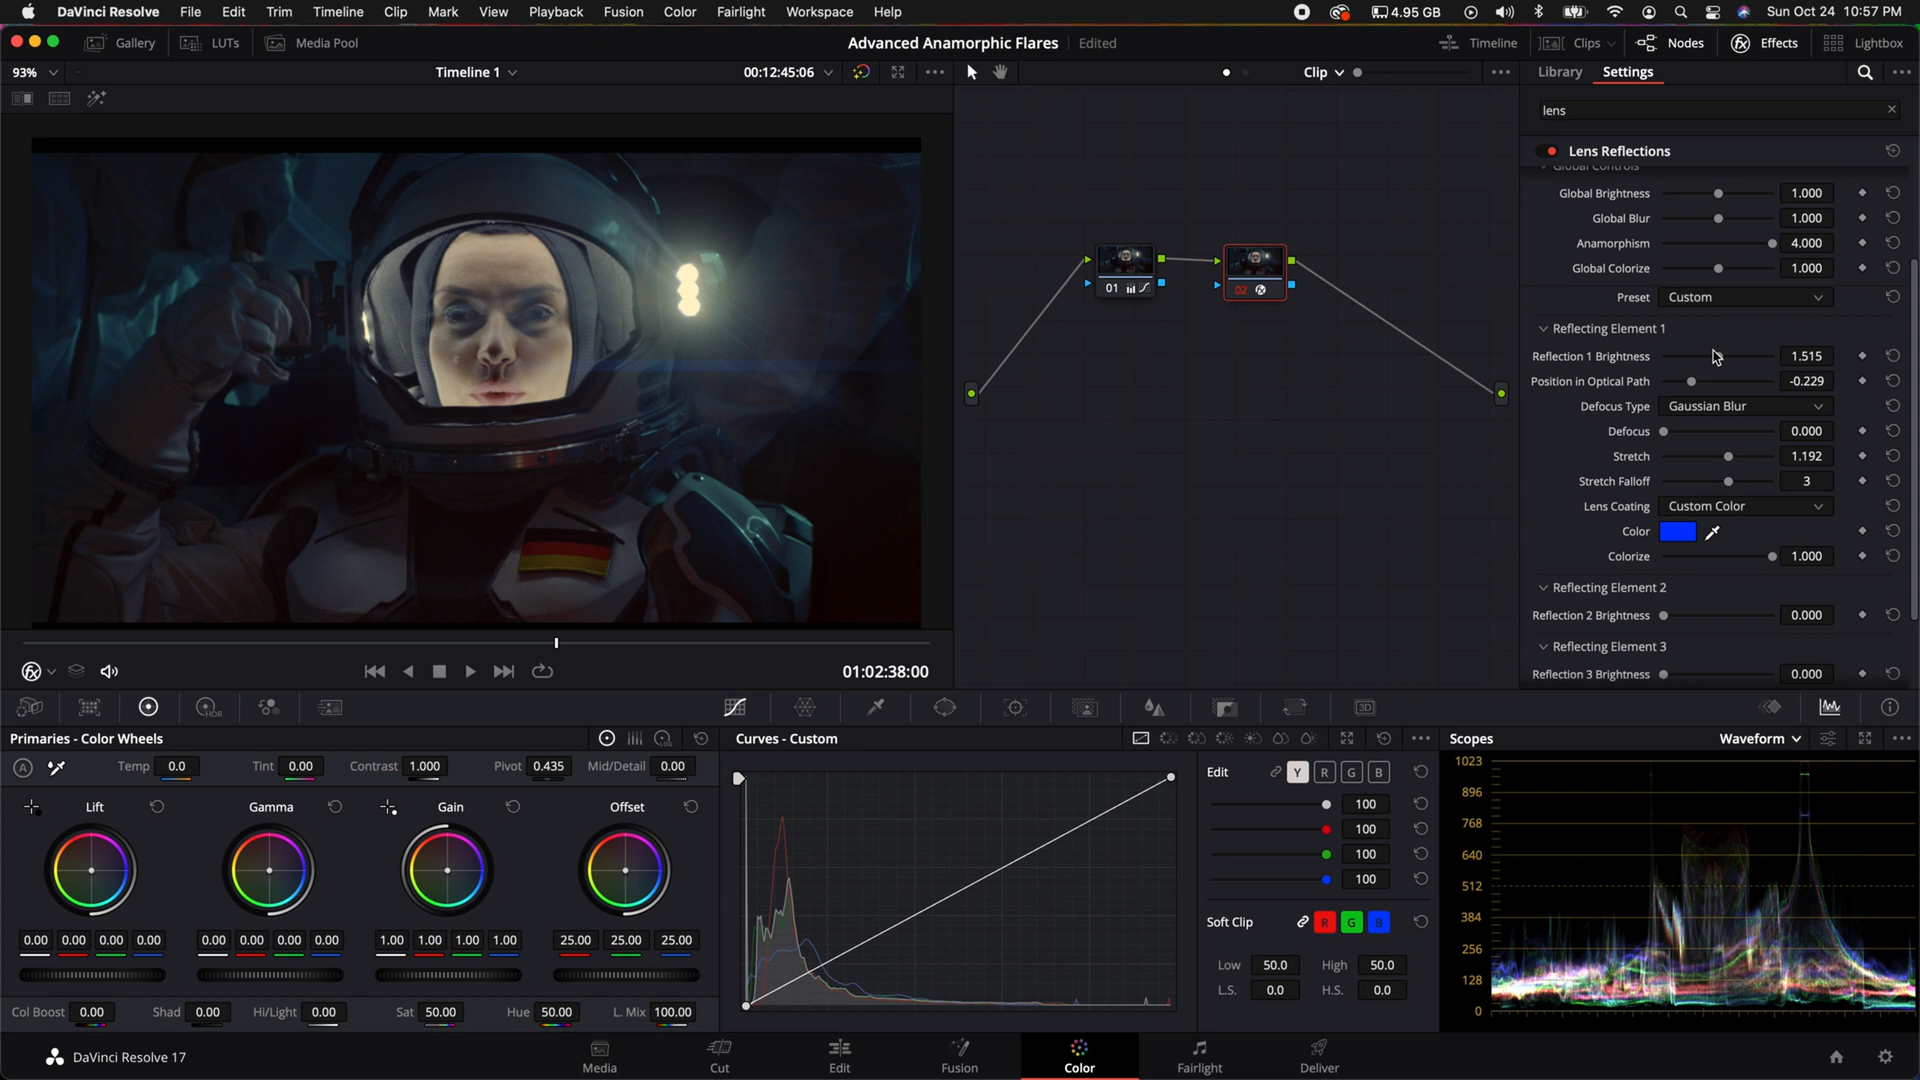 DaVinci Resolve File Edit Trim Timeline Clip Mark View Playback Fusion Color Fairlight Workspace Help 4.95 GB Sun Oct 24 10:57 PM
Gallery LUTs Media Pool Advanced Anamorphic Flares Edited Timeline Clips Nodes Effects Lightbox
93% Timeline 1 00:12:45:06 Clip Library Settings
lens
Lens Reflections
Global Controls
Global Brightness 1.000
Global Blur 1.000
Anamorphism 4.000
Global Colorize 1.000
Preset Custom
Reflecting Element 1
Reflection 1 Brightness 1.515
Position in Optical Path -0.229
Defocus Type Gaussian Blur
Defocus 0.000
Stretch 1.192
Stretch Falloff 3
Lens Coating Custom Color
Color
Colorize 1.000
Reflecting Element 2
Reflection 2 Brightness 0.000
Reflecting Element 3
Reflection 3 Brightness 0.000
01 02
01:02:38:00
HDR 3D
Primaries - Color Wheels LOG Curves - Custom Scopes Waveform
A Temp 0.0 Tint 0.00 Contrast 1.000 Pivot 0.435 Mid/Detail 0.00
Lift Gamma Gain Offset
0.00 0.00 0.00 0.00 0.00 0.00 0.00 0.00 1.00 1.00 1.00 1.00 25.00 25.00 25.00
Col Boost 0.00 Shad 0.00 Hi/Light 0.00 Sat 50.00 Hue 50.00 L. Mix 100.00
Edit Y R G B
100
100
100
100
Soft Clip R G B
Low 50.0 High 50.0
L.S. 0.0 H.S. 0.0
1023
896
768
640
512
384
256
128
0
DaVinci Resolve 17 Media Cut Edit Fusion Color Fairlight Deliver